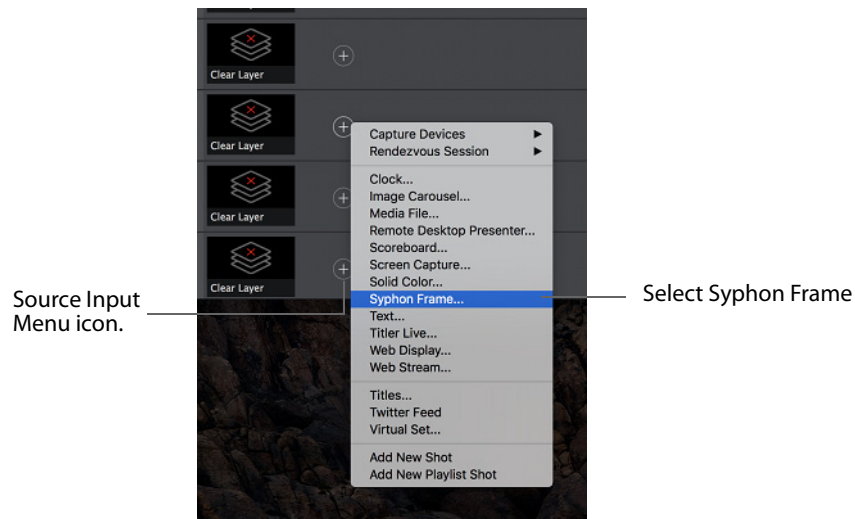 Clear Layer
Clear Layer
Clear Layer
Clear Layer
Capture Devices
Rendezvous Session
Clock...
Image Carousel...
Media File...
Remote Desktop Presenter...
Scoreboard...
Screen Capture...
Solid Color...
Syphon Frame...
Text...
Titler Live...
Web Display...
Web Stream...
Titles...
Twitter Feed
Virtual Set...
Add New Shot
Add New Playlist Shot
Source Input
Menu icon.
Select Syphon Frame